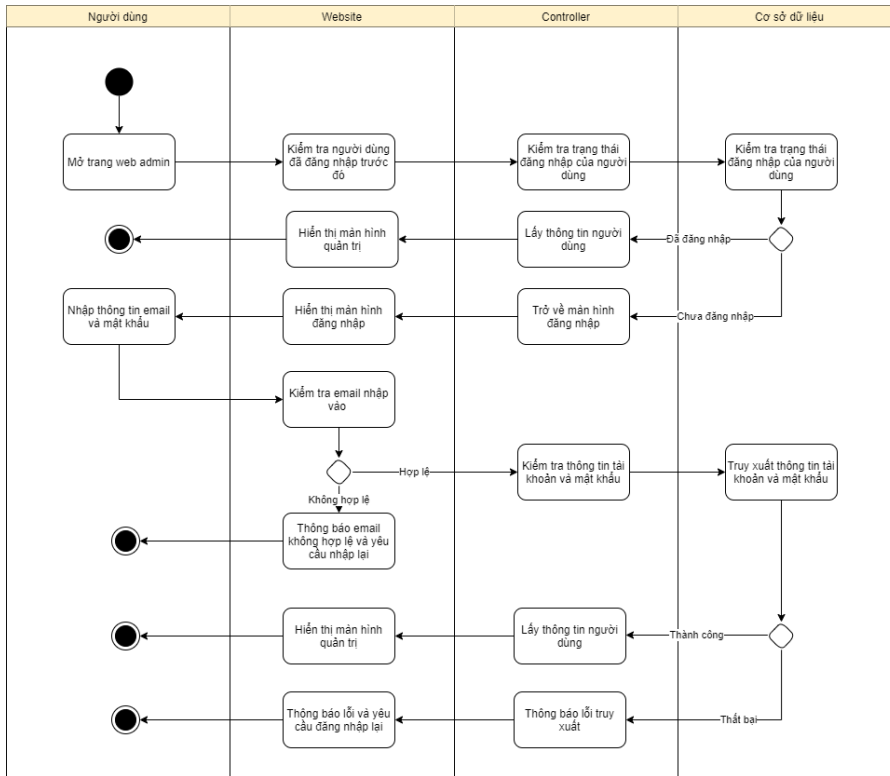 Người dùng
Website
Controller
Cơ sở dữ liệu
Mở trang web admin
Kiểm tra người dùng
đã đăng nhập trước
đó
Kiểm tra trạng thái
đăng nhập của người
dùng
Kiểm tra trạng thái
đăng nhập của người
dùng
Hiển thị màn hình
quản trị
Lấy thông tin người
dùng
Đã đăng nhập
Nhập thông tin email
và mật khẩu
Hiển thị màn hình
đăng nhập
Trở về màn hình
đăng nhập
Chưa đăng nhập
Kiểm tra email nhập
vào
Hợp lệ
Kiểm tra thông tin tài
khoản và mật khẩu
Truy xuất thông tin tài
khoản và mật khẩu
Không hợp lệ
Thông báo email
không hợp lệ và yêu
cầu nhập lại
Hiển thị màn hình
quản trị
Lấy thông tin người
dùng
Thành công
Thông báo lỗi và yêu
cầu đăng nhập lại
Thông báo lỗi truy
xuất
Thất bại